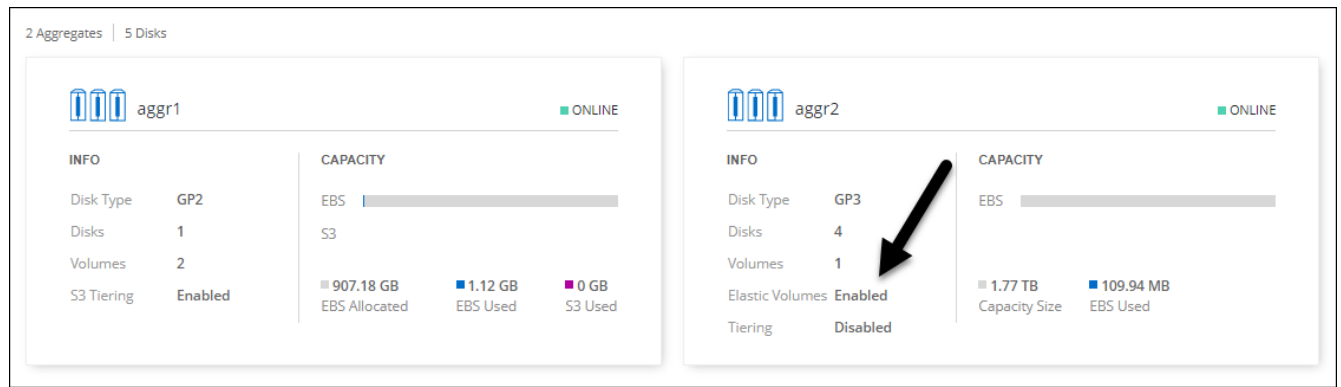 2 Aggregates | 5 Disks
aggr1
ONLINE
INFO
Disk Type GP2
Disks 1
Volumes 2
S3 Tiering Enabled
CAPACITY
EBS
S3
907.18 GB 1.12 GB 0 GB
EBS Allocated EBS Used S3 Used
aggr2
ONLINE
INFO
Disk Type GP3
Disks 4
Volumes 1
Elastic Volumes Enabled
Tiering Disabled
CAPACITY
EBS
1.77 TB 109.94 MB
Capacity Size EBS Used